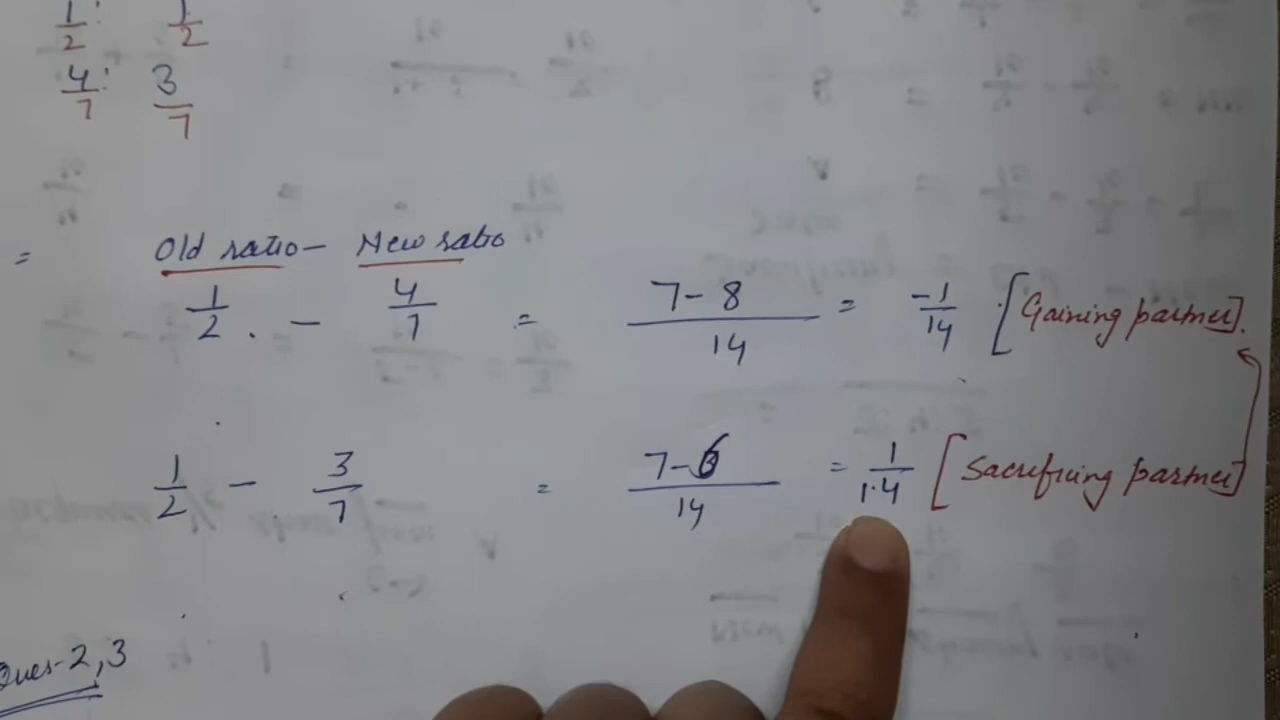 1/2 : 1/2
4/7 : 3/7
= Old ratio – New ratio
1/2 . – 4/7 = 7-8/14 = -1/14 [Gaining partner].
1/2 – 3/7 = 7-6/14 = 1/14 [Sacrificing partner]
Ques-2,3